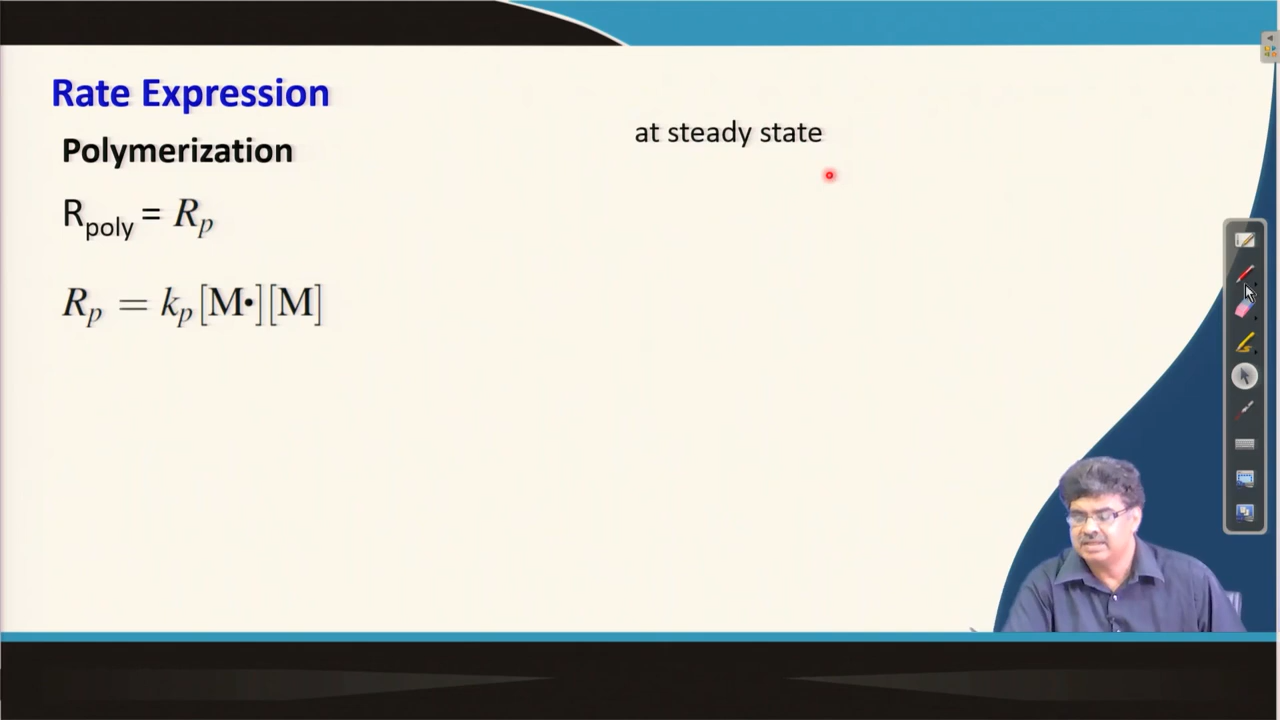 Rate Expression
Polymerization
at steady state
R_poly = R_p
R_p = k_p[M•][M]